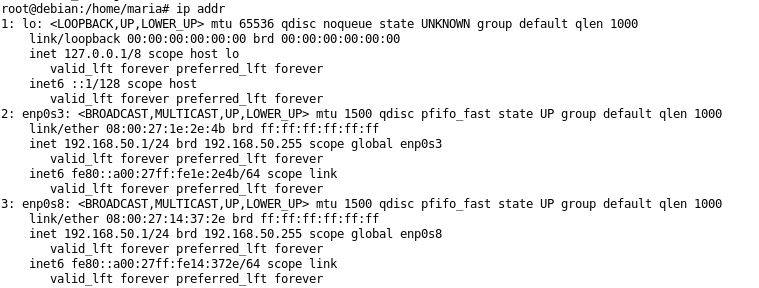 root@debian:/home/maria# ip addr
1: lo: <LOOPBACK,UP,LOWER_UP> mtu 65536 qdisc noqueue state UNKNOWN group default qlen 1000
    link/loopback 00:00:00:00:00:00 brd 00:00:00:00:00:00
    inet 127.0.0.1/8 scope host lo
       valid_lft forever preferred_lft forever
    inet6 ::1/128 scope host
       valid_lft forever preferred_lft forever
2: enp0s3: <BROADCAST,MULTICAST,UP,LOWER_UP> mtu 1500 qdisc pfifo_fast state UP group default qlen 1000
    link/ether 08:00:27:1e:2e:4b brd ff:ff:ff:ff:ff:ff
    inet 192.168.50.1/24 brd 192.168.50.255 scope global enp0s3
       valid_lft forever preferred_lft forever
    inet6 fe80::a00:27ff:fe1e:2e4b/64 scope link
       valid_lft forever preferred_lft forever
3: enp0s8: <BROADCAST,MULTICAST,UP,LOWER_UP> mtu 1500 qdisc pfifo_fast state UP group default qlen 1000
    link/ether 08:00:27:14:37:2e brd ff:ff:ff:ff:ff:ff
    inet 192.168.50.1/24 brd 192.168.50.255 scope global enp0s8
       valid_lft forever preferred_lft forever
    inet6 fe80::a00:27ff:fe14:372e/64 scope link
       valid_lft forever preferred_lft forever